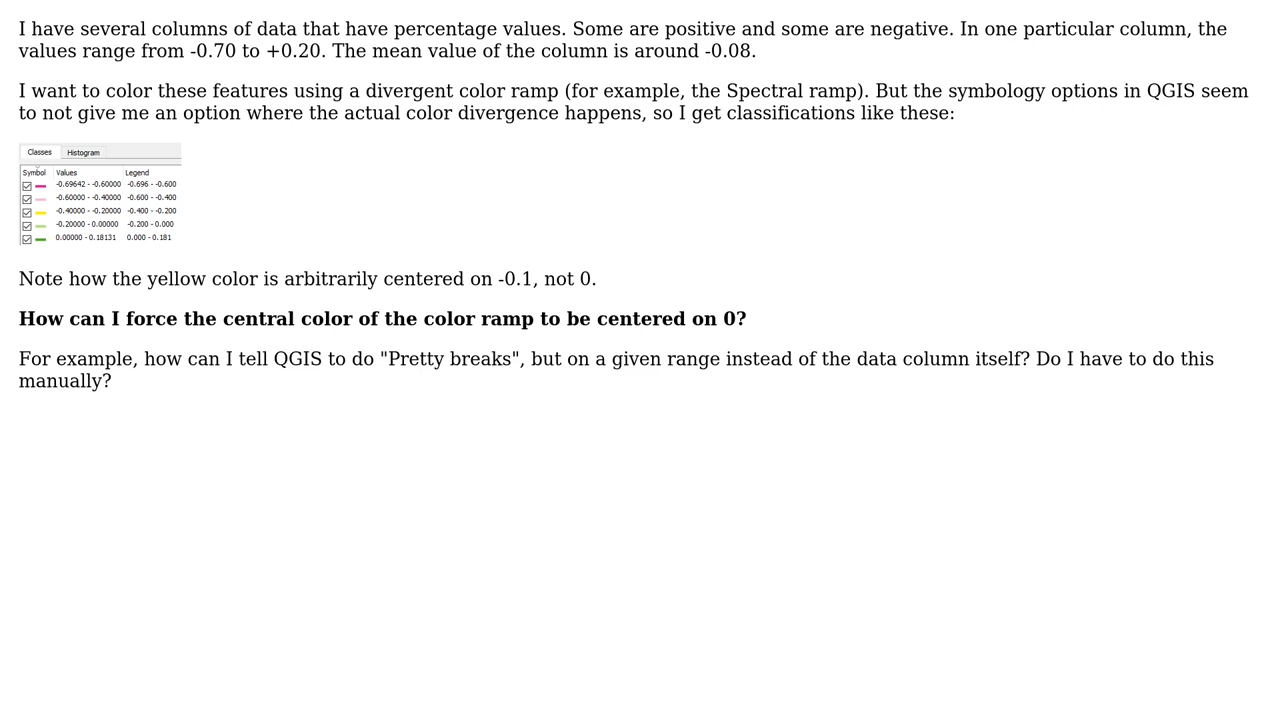 I have several columns of data that have percentage values. Some are positive and some are negative. In one particular column, the
values range from -0.70 to +0.20. The mean value of the column is around -0.08.
I want to color these features using a divergent color ramp (for example, the Spectral ramp). But the symbology options in QGIS seem
to not give me an option where the actual color divergence happens, so I get classifications like these:
Classes Histogram
Symbol Values Legend
-0.69642 - -0.60000 -0.696 - -0.600
-0.60000 - -0.40000 -0.600 - -0.400
-0.40000 - -0.20000 -0.400 - -0.200
-0.20000 - 0.00000 -0.200 - 0.000
0.00000 - 0.18131 0.000 - 0.181
Note how the yellow color is arbitrarily centered on -0.1, not 0.
How can I force the central color of the color ramp to be centered on 0?
For example, how can I tell QGIS to do "Pretty breaks", but on a given range instead of the data column itself? Do I have to do this
manually?